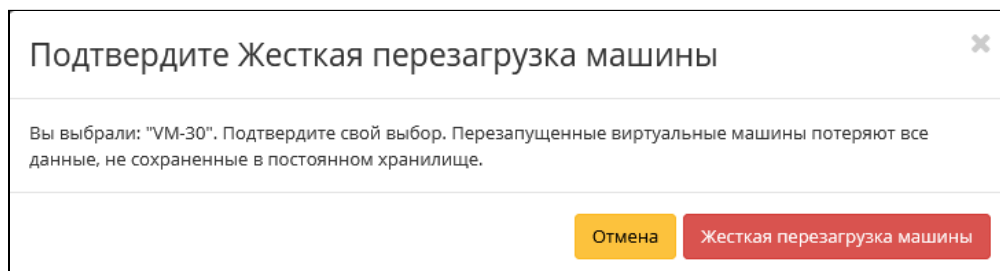 Подтвердите Жесткая перезагрузка машины
Вы выбрали: "VM-30". Подтвердите свой выбор. Перезапущенные виртуальные машины потеряют все
данные, не сохраненные в постоянном хранилище.
Отмена
Жесткая перезагрузка машины